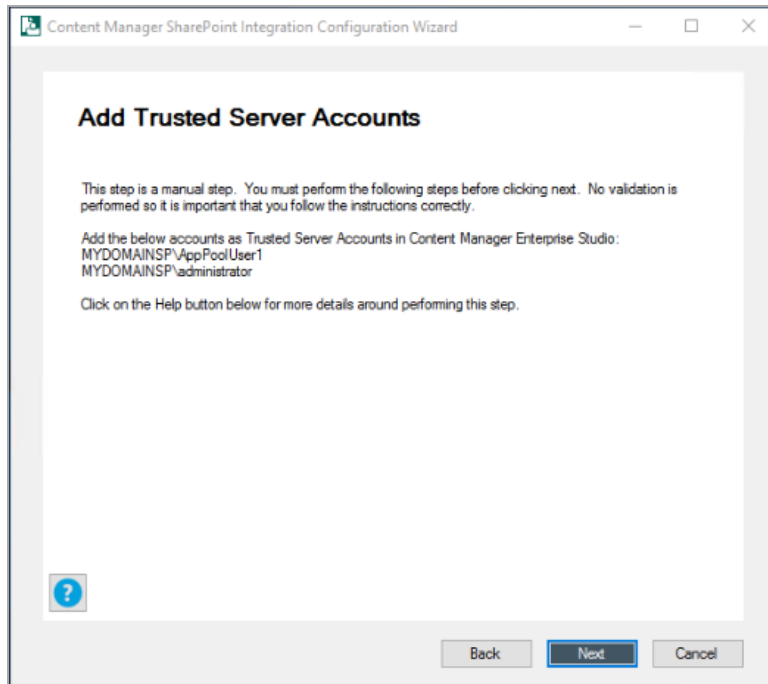 Content Manager SharePoint Integration Configuration Wizard
Add Trusted Server Accounts
This step is a manual step. You must perform the following steps before clicking next. No validation is
performed so it is important that you follow the instructions correctly.
Add the below accounts as Trusted Server Accounts in Content Manager Enterprise Studio:
MYDOMAINSP\AppPoolUser1
MYDOMAINSP\administrator
Click on the Help button below for more details around performing this step.
?
Back Next Cancel